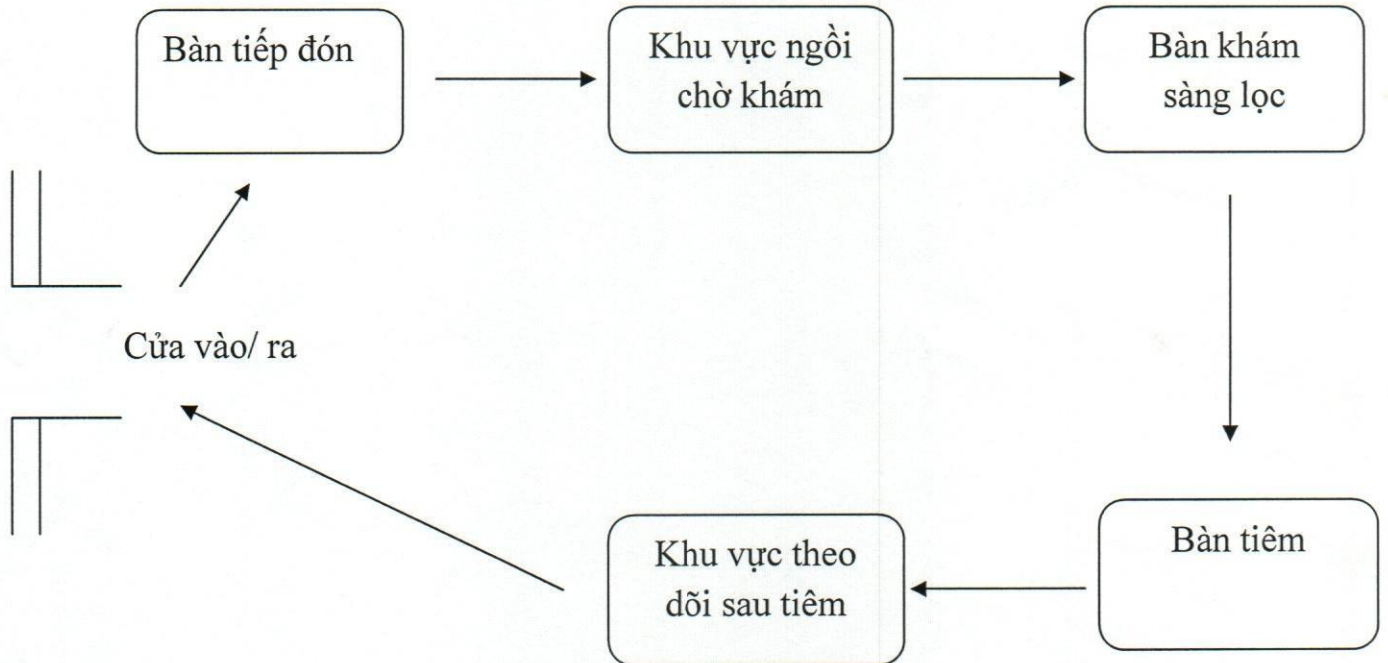 Bàn tiếp đón
Khu vực ngồi
chờ khám
Bàn khám
sàng lọc
Cửa vào/ ra
Bàn tiêm
Khu vực theo
dõi sau tiêm